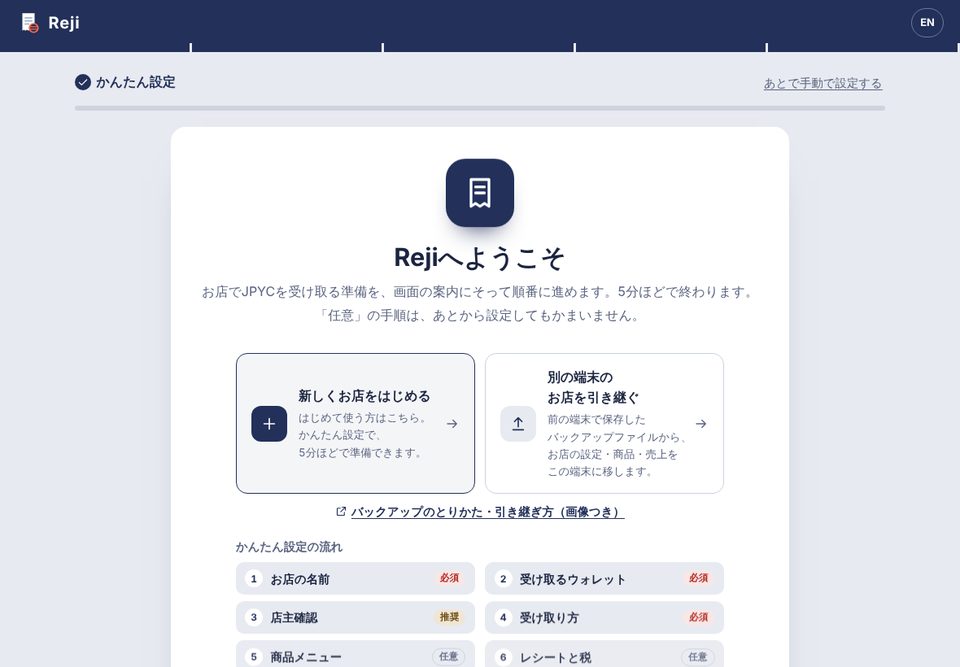 Reji
EN
かんたん設定
あとで手動で設定する
Rejiへようこそ
お店でJPYCを受け取る準備を、画面の案内にそって順番に進めます。5分ほどで終わります。
「任意」の手順は、あとから設定してもかまいません。
新しくお店をはじめる
はじめて使う方はこちら。
かんたん設定で、
5分ほどで準備できます。
別の端末の
お店を引き継ぐ
前の端末で保存した
バックアップファイルから、
お店の設定・商品・売上を
この端末に移します。
バックアップのとりかた・引き継ぎ方（画像つき）
かんたん設定の流れ
1 お店の名前 必須
2 受け取るウォレット 必須
3 店主確認 推奨
4 受け取り方 必須
5 商品メニュー 任意
6 レシートと税 任意